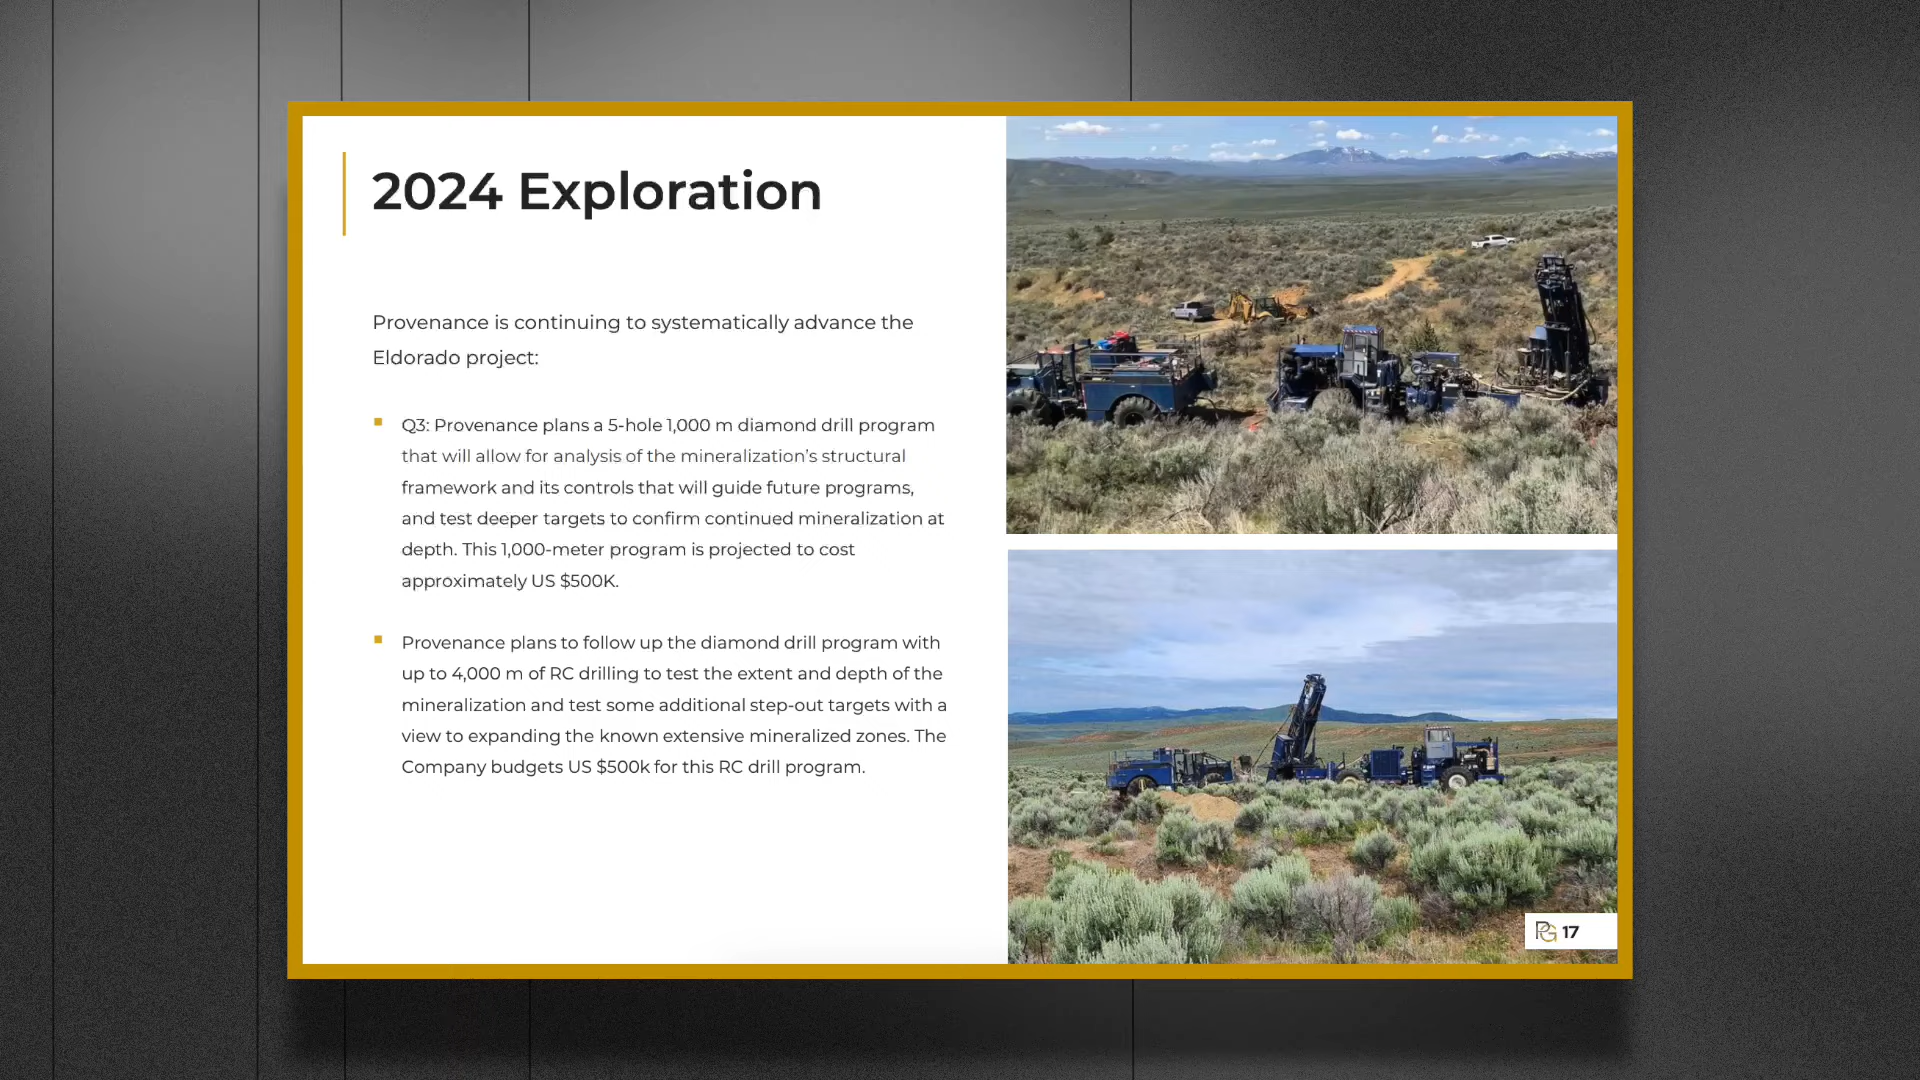 2024 Exploration
Provenance is continuing to systematically advance the
Eldorado project:
Q3: Provenance plans a 5-hole 1,000 m diamond drill program
that will allow for analysis of the mineralization’s structural
framework and its controls that will guide future programs,
and test deeper targets to confirm continued mineralization at
depth. This 1,000-meter program is projected to cost
approximately US $500K.
Provenance plans to follow up the diamond drill program with
up to 4,000 m of RC drilling to test the extent and depth of the
mineralization and test some additional step-out targets with a
view to expanding the known extensive mineralized zones. The
Company budgets US $500k for this RC drill program.
PG 17